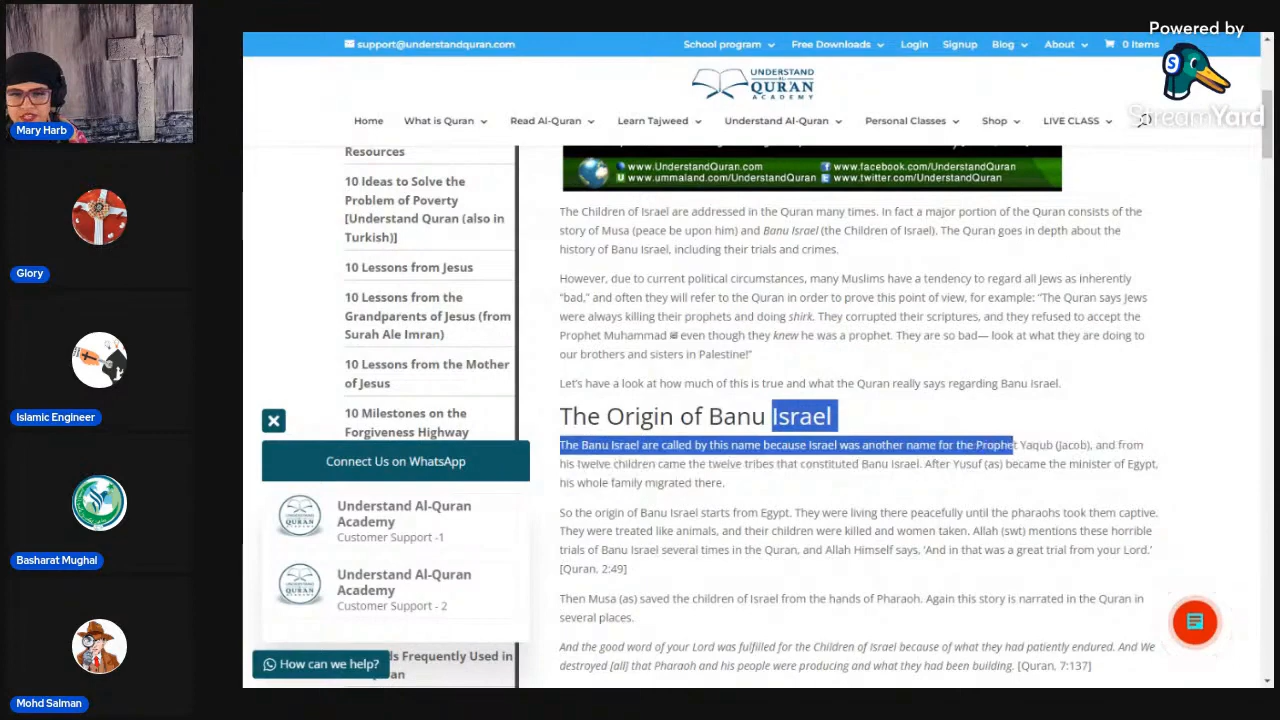 Powered by
StreamYard
Mary Harb
Glory
Islamic Engineer
Basharat Mughal
Mohd Salman
support@understandquran.com
School program
Free Downloads
Login
Signup
Blog
About
0 Items
UNDERSTAND
AL-
QUR'AN
ACADEMY
Home
What is Quran
Read Al-Quran
Learn Tajweed
Understand Al-Quran
Personal Classes
Shop
LIVE CLASS
Resources
10 Ideas to Solve the
Problem of Poverty
[Understand Quran (also in
Turkish)]
10 Lessons from Jesus
10 Lessons from the
Grandparents of Jesus (from
Surah Ale Imran)
10 Lessons from the Mother
of Jesus
10 Milestones on the
Forgiveness Highway
Connect Us on WhatsApp
Understand Al-Quran
Academy
Customer Support -1
Understand Al-Quran
Academy
Customer Support - 2
How can we help?
ds Frequently Used in
an
www.UnderstandQuran.com
www.facebook.com/UnderstandQuran
www.ummaland.com/UnderstandQuran
www.twitter.com/UnderstandQuran
The Children of Israel are addressed in the Quran many times. In fact a major portion of the Quran consists of the
story of Musa (peace be upon him) and Banu Israel (the Children of Israel). The Quran goes in depth about the
history of Banu Israel, including their trials and crimes.
However, due to current political circumstances, many Muslims have a tendency to regard all Jews as inherently
“bad,” and often they will refer to the Quran in order to prove this point of view, for example: “The Quran says Jews
were always killing their prophets and doing shirk. They corrupted their scriptures, and they refused to accept the
Prophet Muhammad ﷺ even though they knew he was a prophet. They are so bad— look at what they are doing to
our brothers and sisters in Palestine!”
Let’s have a look at how much of this is true and what the Quran really says regarding Banu Israel.
The Origin of Banu Israel
The Banu Israel are called by this name because Israel was another name for the Prophet Yaqub (Jacob), and from
his twelve children came the twelve tribes that constituted Banu Israel. After Yusuf (as) became the minister of Egypt,
his whole family migrated there.
So the origin of Banu Israel starts from Egypt. They were living there peacefully until the pharaohs took them captive.
They were treated like animals, and their children were killed and women taken. Allah (swt) mentions these horrible
trials of Banu Israel several times in the Quran, and Allah Himself says, ‘And in that was a great trial from your Lord.’
[Quran, 2:49]
Then Musa (as) saved the children of Israel from the hands of Pharaoh. Again this story is narrated in the Quran in
several places.
And the good word of your Lord was fulfilled for the Children of Israel because of what they had patiently endured. And We
destroyed [all] that Pharaoh and his people were producing and what they had been building. [Quran, 7:137]